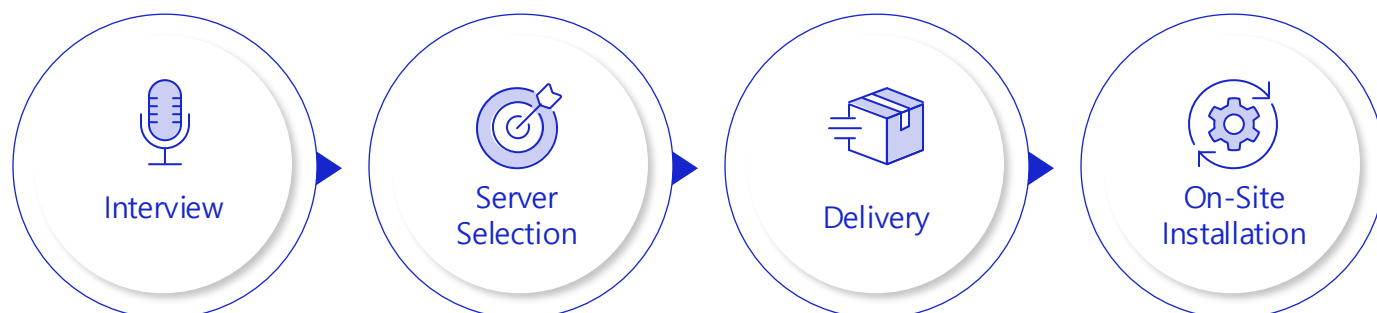 Interview
Server
Selection
Delivery
On-Site
Installation